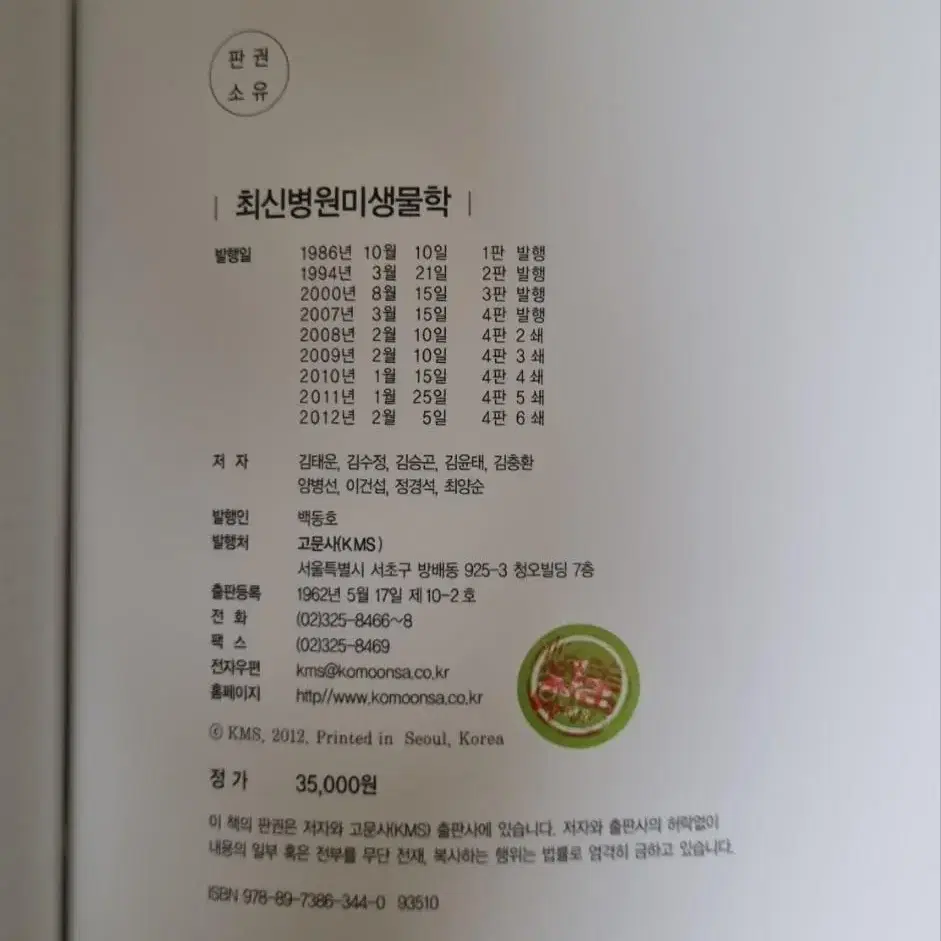 판권
소유
최신병원미생물학
발행일 1986년 10월 10일 1판 발행
1994년 3월 21일 2판 발행
2000년 8월 15일 3판 발행
2007년 3월 15일 4판 발행
2008년 2월 10일 4판 2쇄
2009년 2월 10일 4판 3쇄
2010년 1월 15일 4판 4쇄
2011년 1월 25일 4판 5쇄
2012년 2월 5일 4판 6쇄
저 자 김태운, 김수정, 김승곤, 김윤태, 김충환
양병선, 이건섭, 정경석, 최양순
발행인 백동호
발행처 고문사(KMS)
서울특별시 서초구 방배동 925-3 청오빌딩 7층
출판등록 1962년 5월 17일 제10-2호
전 화 (02)325-8466~8
팩 스 (02)325-8469
전자우편 kms@komoonsa.co.kr
홈페이지 http//www.komoonsa.co.kr
ⓒ KMS, 2012, Printed in Seoul, Korea
정 가 35,000원
이 책의 판권은 저자와 고문사(KMS) 출판사에 있습니다. 저자와 출판사의 허락없이
내용의 일부 혹은 전부를 무단 전재, 복사하는 행위는 법률로 엄격히 금하고 있습니다.
ISBN 978-89-7386-344-0 93510